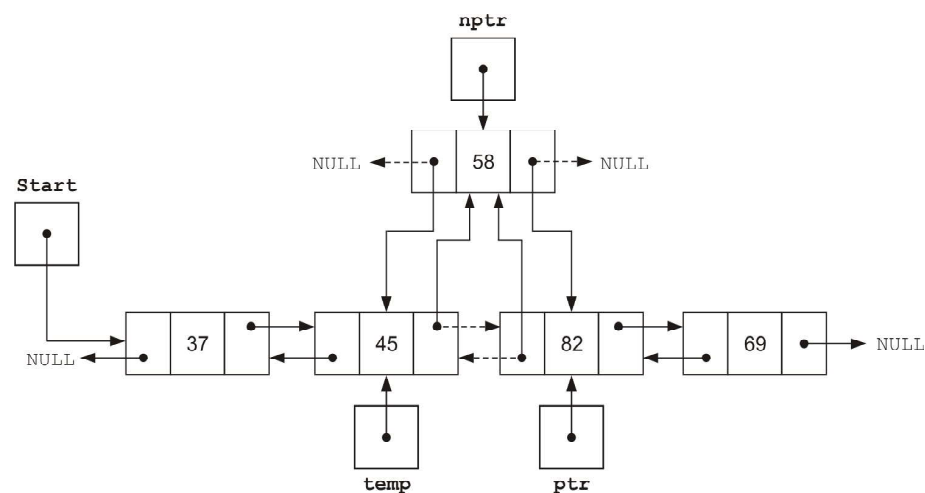 nptr
NULL 58 NULL
Start
NULL 37 45 82 69 NULL
temp ptr